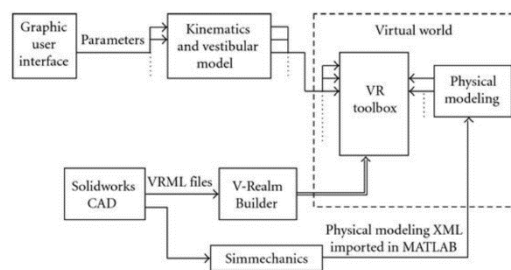 Graphic
user
interface
Parameters
Kinematics
and vestibular
model
Virtual world
VR
toolbox
Physical
modeling
Solidworks
CAD
VRML files
V-Realm
Builder
Physical modeling XML
imported in MATLAB
Simmechanics